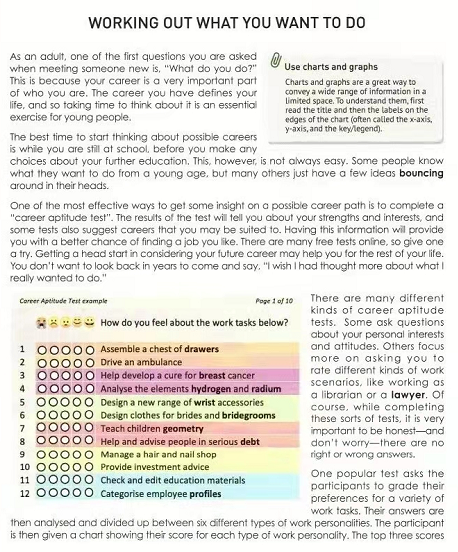 WORKING OUT WHAT YOU WANT TO DO
As an adult, one of the first questions you are asked
when meeting someone new is, "What do you do?"
This is because your career is a very important part
of who you are. The career you have defines your
life, and so taking time to think about it is an essential
exercise for young people.
Use charts and graphs
Charts and graphs are a great way to
convey a wide range of information in a
limited space. To understand them, first
read the title and then the labels on the
edges of the chart (often called the x-axis,
y-axis, and the key/legend).
The best time to start thinking about possible careers
is while you are still at school, before you make any
choices about your further education. This, however, is not always easy. Some people know
what they want to do from a young age, but many others just have a few ideas bouncing
around in their heads.
One of the most effective ways to get some insight on a possible career path is to complete a
"career aptitude test". The results of the test will tell you about your strengths and interests, and
some tests also suggest careers that you may be suited to. Having this information will provide
you with a better chance of finding a job you like. There are many free tests online, so give one
a try. Getting a head start in considering your future career may help you for the rest of your life.
You don't want to look back in years to come and say, "I wish I had thought more about what I
really wanted to do."
Career Aptitude Test example Page 1 of 10
How do you feel about the work tasks below?
1 Assemble a chest of drawers
2 Drive an ambulance
3 Help develop a cure for breast cancer
4 Analyse the elements hydrogen and radium
5 Design a new range of wrist accessories
6 Design clothes for brides and bridegrooms
7 Teach children geometry
8 Help and advise people in serious debt
9 Manage a hair and nail shop
10 Provide investment advice
11 Check and edit education materials
12 Categorise employee profiles
There are many different
kinds of career aptitude
tests. Some ask questions
about your personal interests
and attitudes. Others focus
more on asking you to
rate different kinds of work
scenarios, like working as
a librarian or a lawyer. Of
course, while completing
these sorts of tests, it is very
important to be honest—and
don't worry—there are no
right or wrong answers.
One popular test asks the
participants to grade their
preferences for a variety of
work tasks. Their answers are
then analysed and divided up between six different types of work personalities. The participant
is then given a chart showing their score for each type of work personality. The top three scores